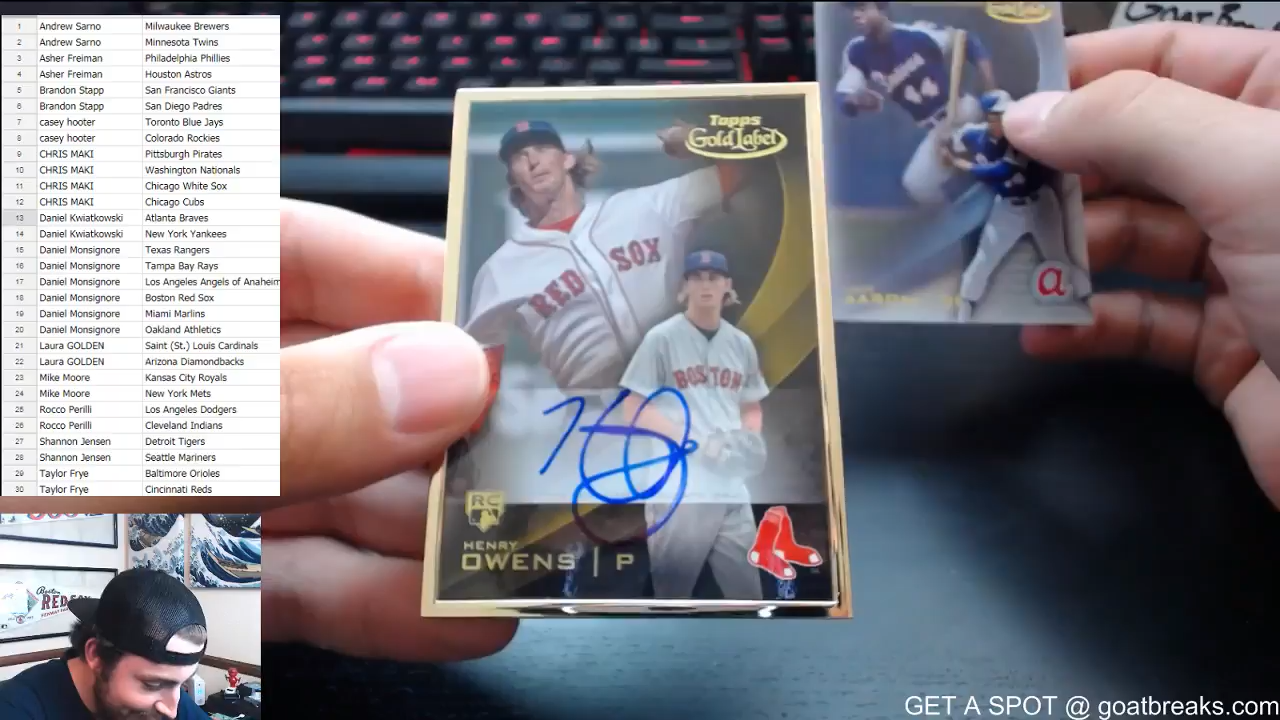 1 Andrew Sarno Milwaukee Brewers
2 Andrew Sarno Minnesota Twins
3 Asher Freiman Philadelphia Phillies
4 Asher Freiman Houston Astros
5 Brandon Stapp San Francisco Giants
6 Brandon Stapp San Diego Padres
7 casey hooter Toronto Blue Jays
8 casey hooter Colorado Rockies
9 CHRIS MAKI Pittsburgh Pirates
10 CHRIS MAKI Washington Nationals
11 CHRIS MAKI Chicago White Sox
12 CHRIS MAKI Chicago Cubs
13 Daniel Kwiatkowski Atlanta Braves
14 Daniel Kwiatkowski New York Yankees
15 Daniel Monsignore Texas Rangers
16 Daniel Monsignore Tampa Bay Rays
17 Daniel Monsignore Los Angeles Angels of Anaheim
18 Daniel Monsignore Boston Red Sox
19 Daniel Monsignore Miami Marlins
20 Daniel Monsignore Oakland Athletics
21 Laura GOLDEN Saint (St.) Louis Cardinals
22 Laura GOLDEN Arizona Diamondbacks
23 Mike Moore Kansas City Royals
24 Mike Moore New York Mets
25 Rocco Perilli Los Angeles Dodgers
26 Rocco Perilli Cleveland Indians
27 Shannon Jensen Detroit Tigers
28 Shannon Jensen Seattle Mariners
29 Taylor Frye Baltimore Orioles
30 Taylor Frye Cincinnati Reds
Topps
Gold Label
RED SOX
BOSTON
RC
HENRY
OWENS | P
44
a
Boston
RED SOX
GET A SPOT @ goatbreaks.com